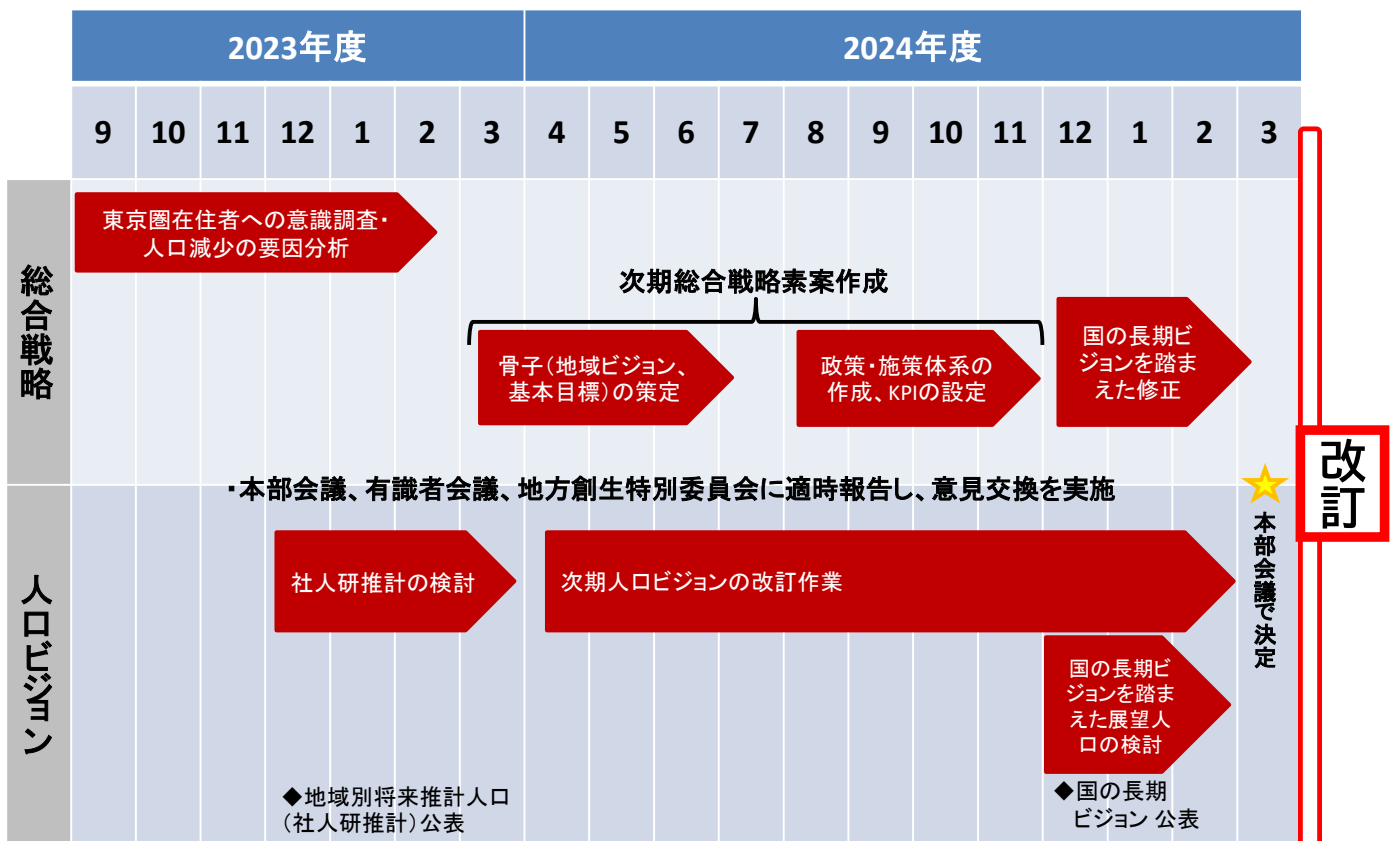 2023年度
2024年度
9 10 11 12 1 2 3 4 5 6 7 8 9 10 11 12 1 2 3
総合戦略
東京圏在住者への意識調査・
人口減少の要因分析
次期総合戦略素案作成
骨子(地域ビジョン、
基本目標)の策定
政策・施策体系の
作成、KPIの設定
国の長期ビ
ジョンを踏ま
えた修正
改訂
・本部会議、有識者会議、地方創生特別委員会に適時報告し、意見交換を実施
本部会議で決定
人口ビジョン
社人研推計の検討
次期人口ビジョンの改訂作業
国の長期ビ
ジョンを踏ま
えた展望人
口の検討
◆地域別将来推計人口
(社人研推計)公表
◆国の長期
ビジョン 公表